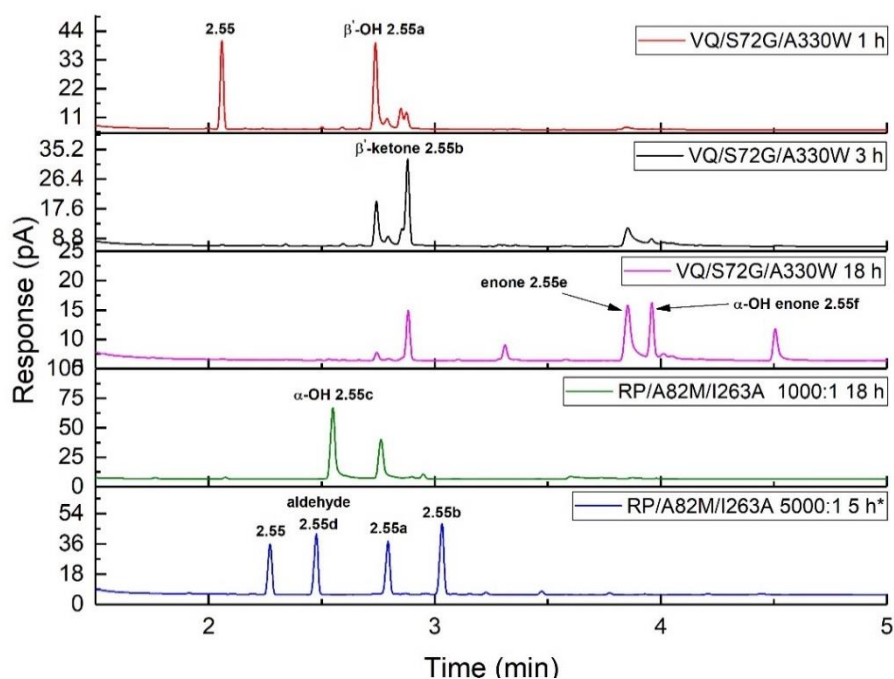 44
33
22
11
2.55
β'-OH 2.55a
VQ/S72G/A330W 1 h
35.2
26.4
17.6
8.8
β'-ketone 2.55b
VQ/S72G/A330W 3 h
25
20
15
10
enone 2.55e
α-OH enone 2.55f
VQ/S72G/A330W 18 h
100
75
50
25
0
α-OH 2.55c
RP/A82M/I263A 1000:1 18 h
54
36
18
0
2.55
aldehyde
2.55d
2.55a
2.55b
RP/A82M/I263A 5000:1 5 h*
2
3
4
5
Response (pA)
Time (min)